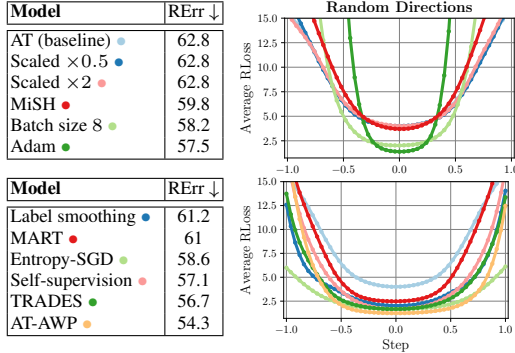 Model RErr ↓
AT (baseline) 62.8
Scaled ×0.5 62.8
Scaled ×2 62.8
MiSH 59.8
Batch size 8 58.2
Adam 57.5
Random Directions
Average RLoss
15.0
12.5
10.0
7.5
5.0
2.5
−1.0 −0.5 0.0 0.5 1.0
Model RErr ↓
Label smoothing 61.2
MART 61
Entropy-SGD 58.6
Self-supervision 57.1
TRADES 56.7
AT-AWP 54.3
Average RLoss
15.0
12.5
10.0
7.5
5.0
2.5
−1.0 −0.5 0.0 0.5 1.0
Step